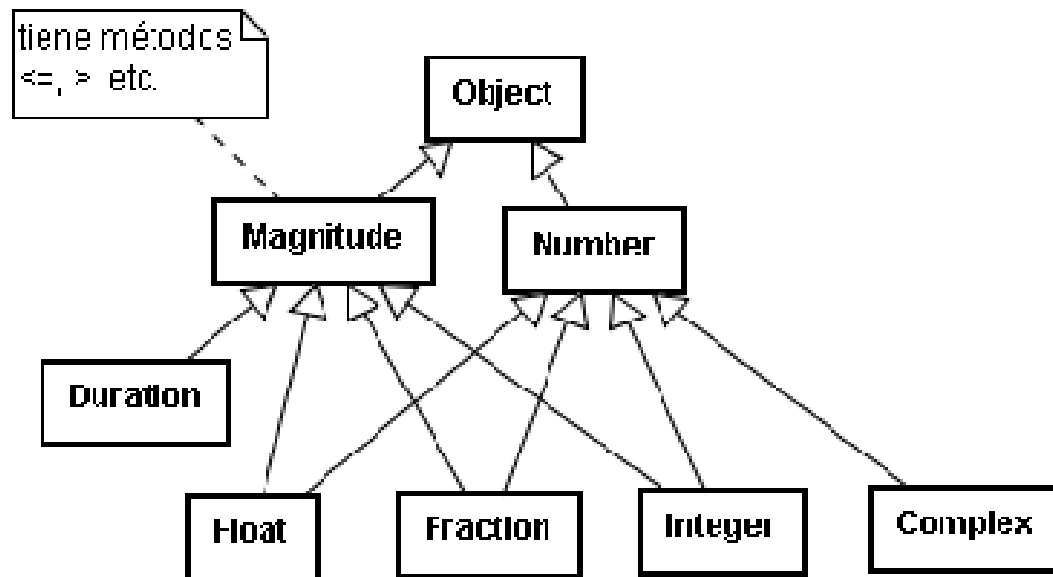 tiene métodos
<=, > etc.
Object
Magnitude
Number
Duration
Float
Fraction
Integer
Complex